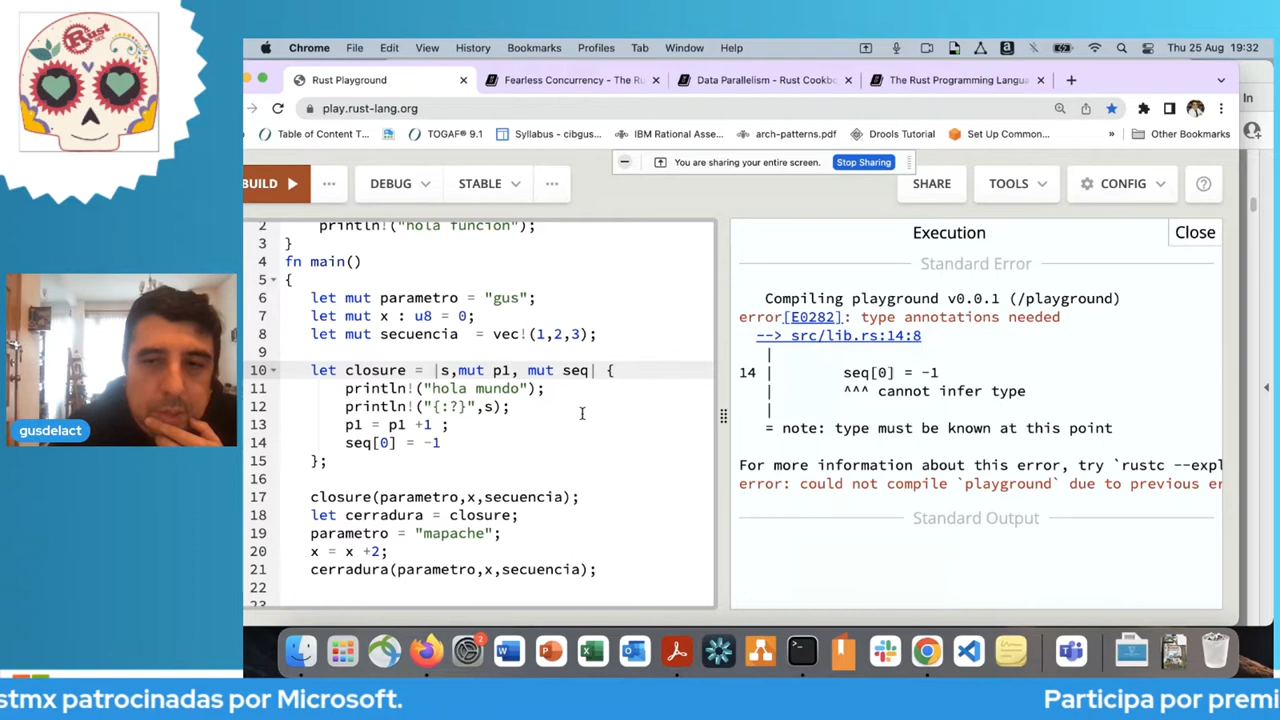 Rust
MX
Chrome File Edit View History Bookmarks Profiles Tab Window Help Thu 25 Aug 19:32
Rust Playground
Fearless Concurrency - The Ru
Data Parallelism - Rust Cookbo
The Rust Programming Langua
play.rust-lang.org
Table of Content T... TOGAF® 9.1 Syllabus - cibgus... IBM Rational Asse... arch-patterns.pdf Drools Tutorial Set Up Common... » Other Bookmarks
In
You are sharing your entire screen. Stop Sharing
BUILD ... DEBUG STABLE ... SHARE TOOLS CONFIG
2 println!("hola funcion");
3 }
4 fn main()
5 {
6 let mut parametro = "gus";
7 let mut x : u8 = 0;
8 let mut secuencia = vec!(1,2,3);
9
10 let closure = |s,mut p1, mut seq| {
11 println!("hola mundo");
12 println!("{:?}",s);
13 p1 = p1 +1 ;
14 seq[0] = -1
15 };
16
17 closure(parametro,x,secuencia);
18 let cerradura = closure;
19 parametro = "mapache";
20 x = x +2;
21 cerradura(parametro,x,secuencia);
22
23
Execution
Close
Standard Error
Compiling playground v0.0.1 (/playground)
error[E0282]: type annotations needed
--> src/lib.rs:14:8
|
14 | seq[0] = -1
| ^^^ cannot infer type
|
= note: type must be known at this point
For more information about this error, try `rustc --expl
error: could not compile `playground` due to previous er
Standard Output
gusdelact
2
stmx patrocinadas por Microsoft.
Participa por premi